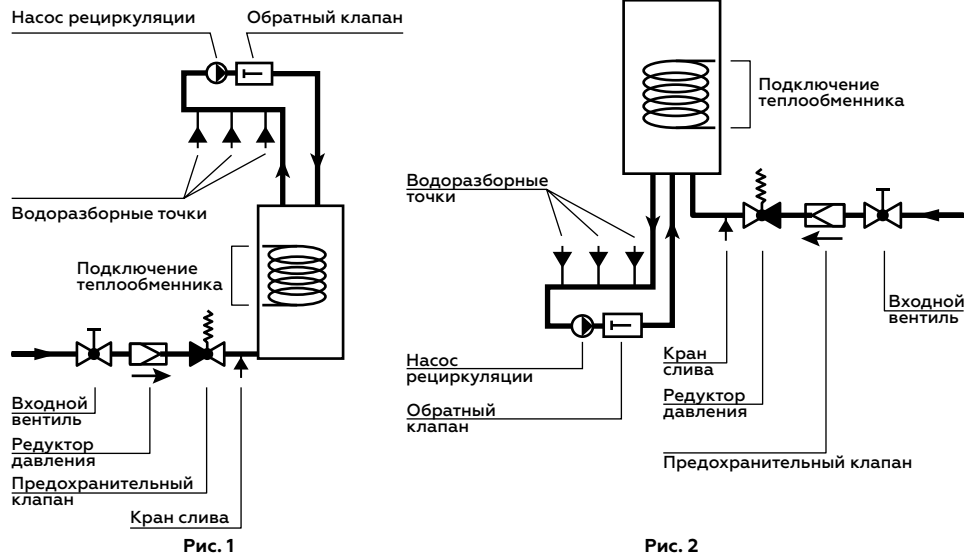 Насос рециркуляции
Обратный клапан
Водоразборные точки
Подключение
теплообменника
Входной
вентиль
Редуктор
давления
Предохранительный
клапан
Кран слива
Рис. 1
Подключение
теплообменника
Водоразборные
точки
Входной
вентиль
Насос
рециркуляции
Кран
слива
Обратный
клапан
Редуктор
давления
Предохранительный клапан
Рис. 2